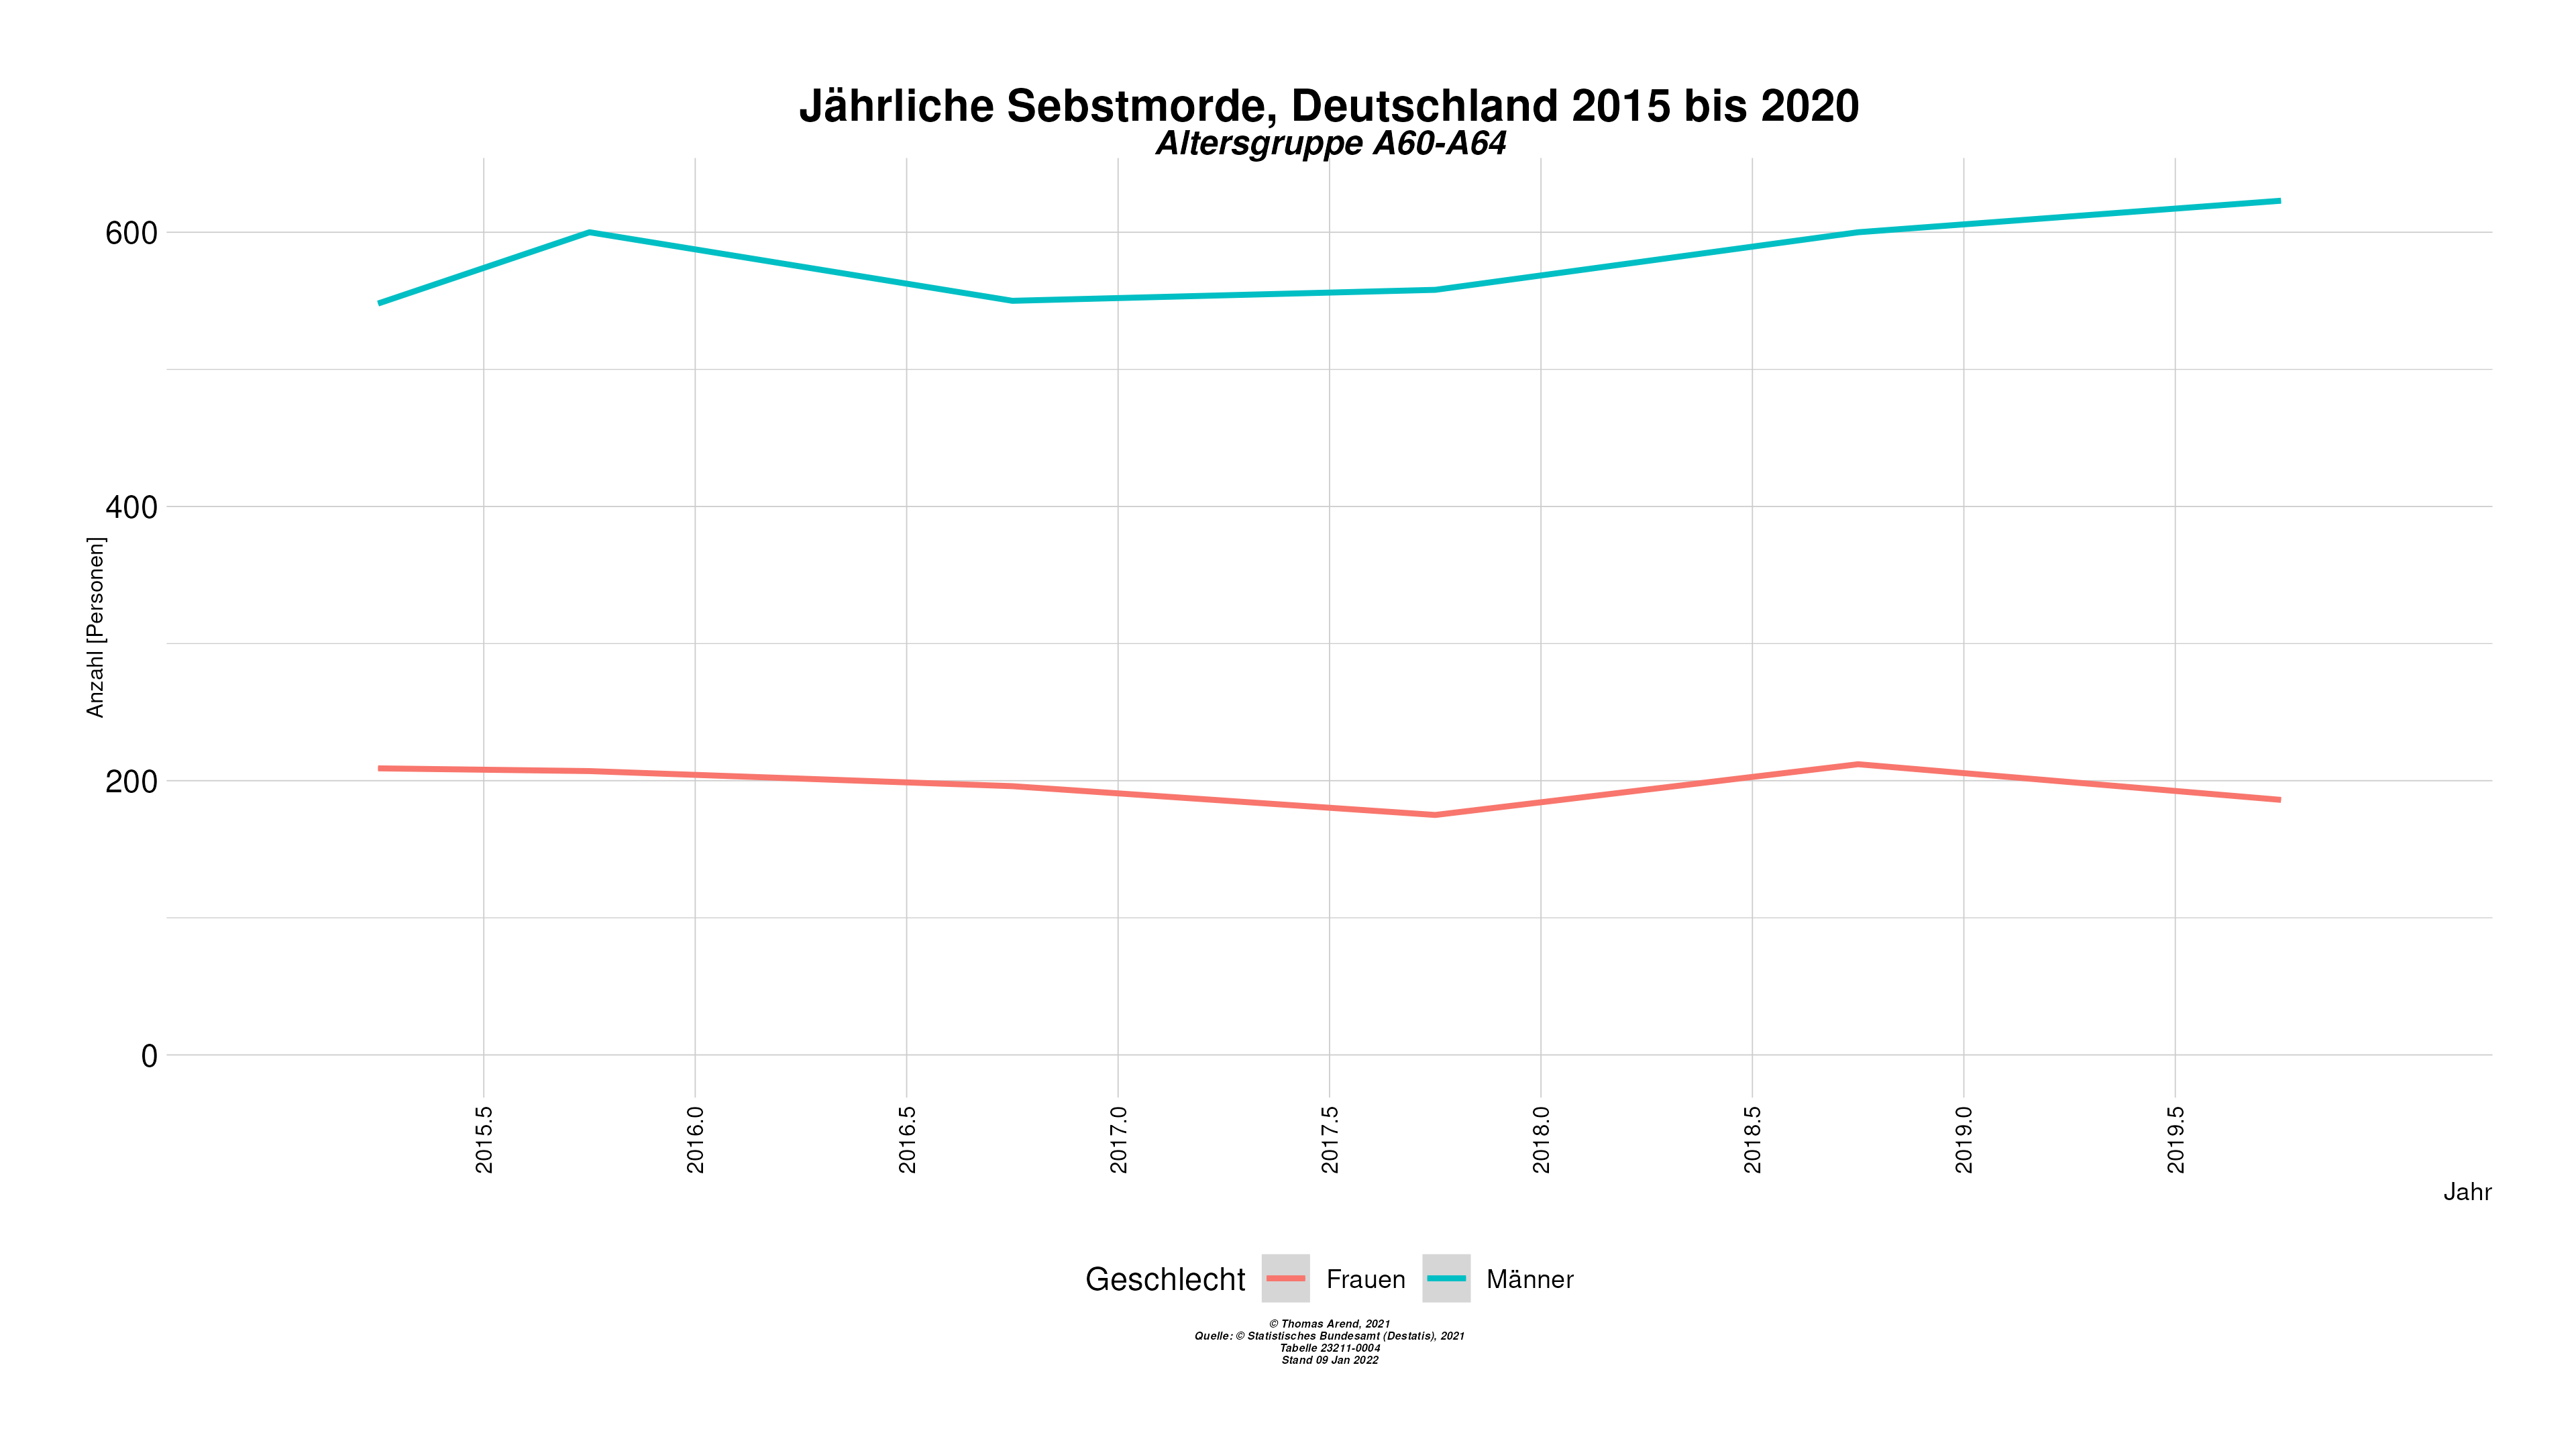 Jährliche Sebstmorde, Deutschland 2015 bis 2020
Altersgruppe A60-A64
Anzahl [Personen]
600
400
200
0
2015.5
2016.0
2016.5
2017.0
2017.5
2018.0
2018.5
2019.0
2019.5
Jahr
Geschlecht Frauen Männer
© Thomas Arend, 2021
Quelle: © Statistisches Bundesamt (Destatis), 2021
Tabelle 23211-0004
Stand 09 Jan 2022